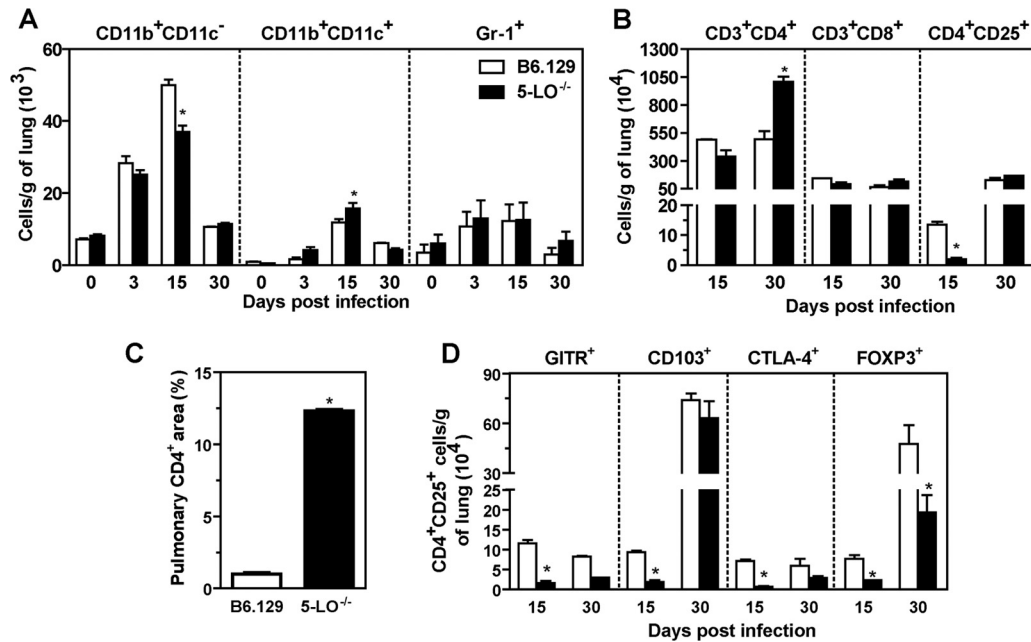 A
CD11b⁺CD11c⁻ CD11b⁺CD11c⁺ Gr-1⁺
Cells/g of lung (10³)
60
40
20
0
B6.129
5-LO⁻/⁻
*
*
0 3 15 30 0 3 15 30 0 3 15 30
Days post infection
B
CD3⁺CD4⁺ CD3⁺CD8⁺ CD4⁺CD25⁺
Cells/g of lung (10⁴)
1300
1050
550
300
50
20
15
10
5
0
*
*
15 30 15 30 15 30
Days post infection
C
Pulmonary CD4⁺ area (%)
15
10
5
0
*
B6.129 5-LO⁻/⁻
D
GITR⁺ CD103⁺ CTLA-4⁺ FOXP3⁺
CD4⁺CD25⁺ cells/g
of lung (10⁴)
90
60
30
25
20
15
10
5
0
*
*
*
*
*
15 30 15 30 15 30 15 30
Days post infection